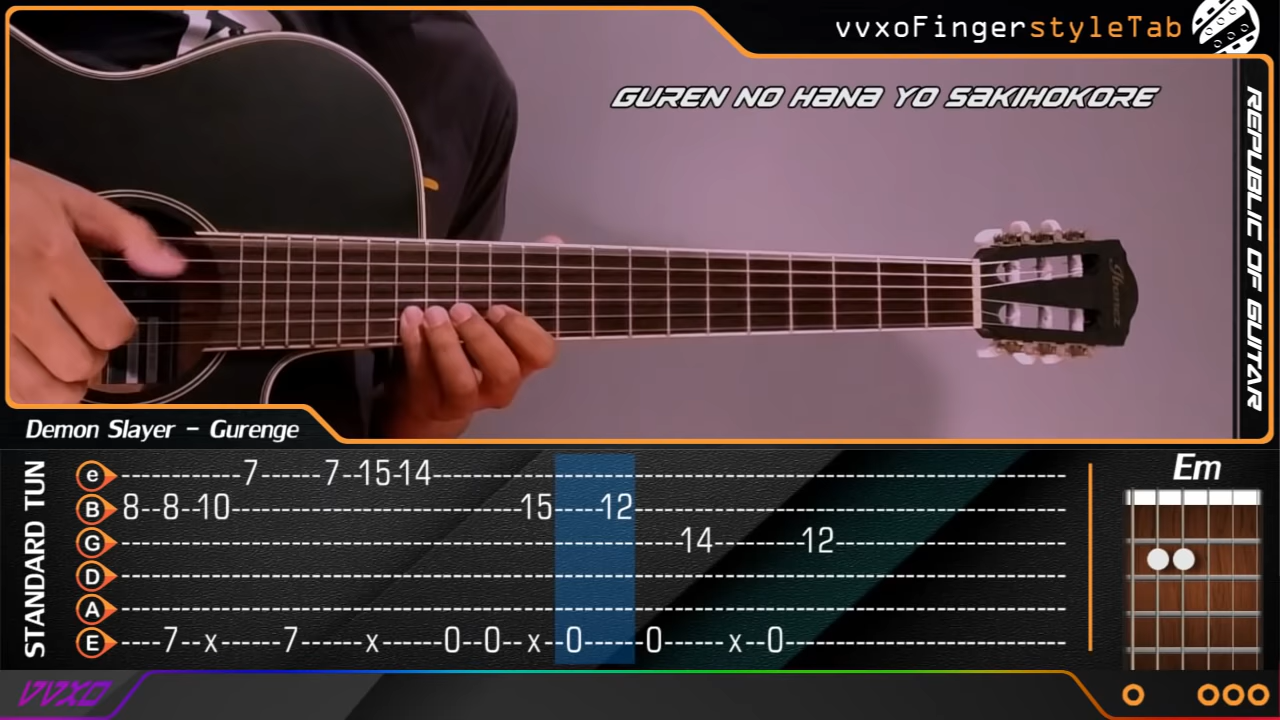 vvxoFingerstyleTab
GUREN NO HANA YO SAKIHOKORE
REPUBLIC OF GUITAR
Ibanez
Demon Slayer - Gurenge
STANDARD TUN
e -----------7-----7--15-14-----------------------------------
B 8--8--10----------------------15----12---------------------------
G ------------------------------------------14-------12----------------
D ------------------------------------------------------------
A ------------------------------------------------------------
E ---7--x-----7-----x-----0--0--x--0-----0-----x--0---------------------
Em
VVXO